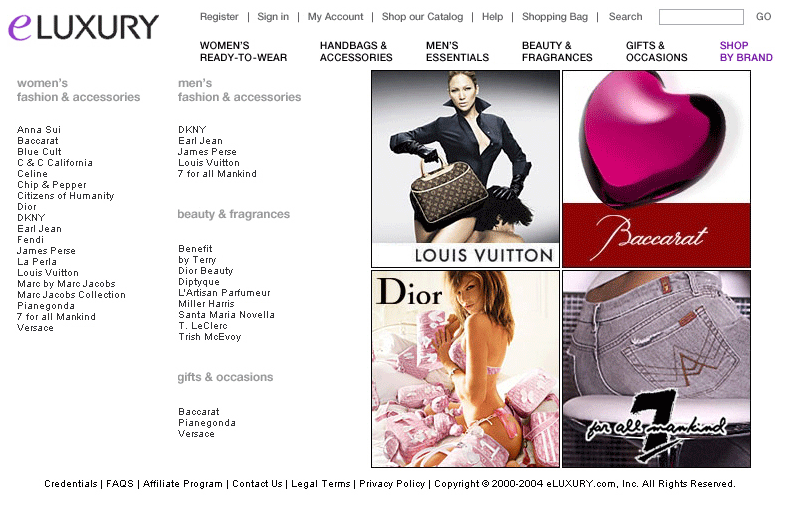 eLUXURY
Register | Sign in | My Account | Shop our Catalog | Help | Shopping Bag | Search GO
WOMEN'S READY-TO-WEAR
HANDBAGS & ACCESSORIES
MEN'S ESSENTIALS
BEAUTY & FRAGRANCES
GIFTS & OCCASIONS
SHOP BY BRAND
women's
fashion & accessories
Anna Sui
Baccarat
Blue Cult
C & C California
Celine
Chip & Pepper
Citizens of Humanity
Dior
DKNY
Earl Jean
Fendi
James Perse
La Perla
Louis Vuitton
Marc by Marc Jacobs
Marc Jacobs Collection
Pianegonda
7 for all Mankind
Versace
men's
fashion & accessories
DKNY
Earl Jean
James Perse
Louis Vuitton
7 for all Mankind
beauty & fragrances
Benefit
by Terry
Dior Beauty
Diptyque
L'Artisan Parfumeur
Miller Harris
Santa Maria Novella
T. LeClerc
Trish McEvoy
gifts & occasions
Baccarat
Pianegonda
Versace
LOUIS VUITTON
Baccarat
Dior
7 for all mankind
Credentials | FAQS | Affiliate Program | Contact Us | Legal Terms | Privacy Policy | Copyright © 2000-2004 eLUXURY.com, Inc. All Rights Reserved.